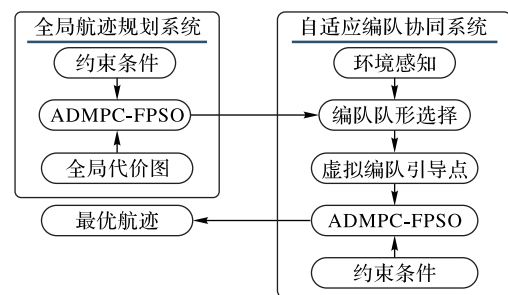 全局航迹规划系统
约束条件
ADMPC-FPSO
全局代价图
最优航迹
自适应编队协同系统
环境感知
编队队形选择
虚拟编队引导点
ADMPC-FPSO
约束条件